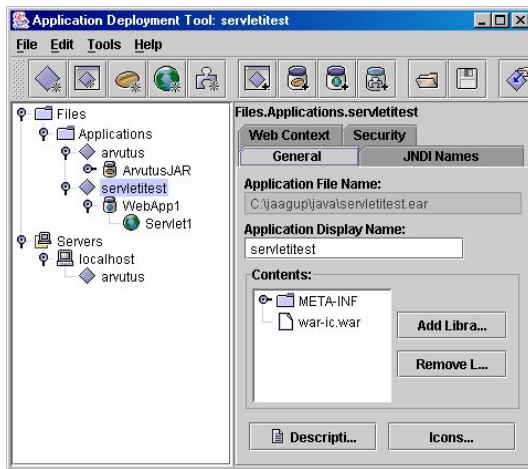 Application Deployment Tool: servletitest
File Edit Tools Help
Files
Applications
arvutus
ArvutusJAR
servletitest
WebApp1
Servlet1
Servers
localhost
arvutus
Files.Applications.servletitest
Web Context Security
General JNDI Names
Application File Name:
C:\jaagup\java\servletitest.ear
Application Display Name:
servletitest
Contents:
META-INF
war-ic.war
Add Libra...
Remove L...
Descripti... Icons...